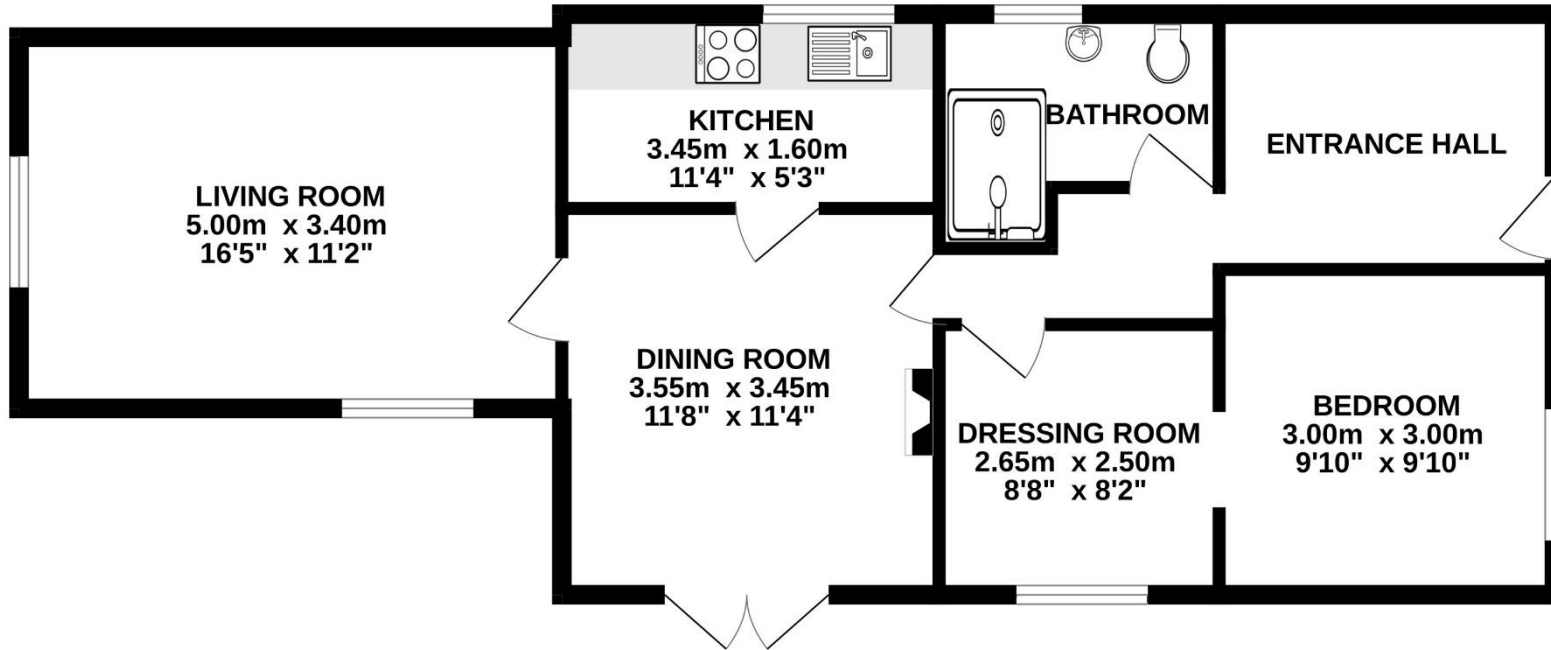 LIVING ROOM
5.00m x 3.40m
16'5" x 11'2"
KITCHEN
3.45m x 1.60m
11'4" x 5'3"
BATHROOM
ENTRANCE HALL
DINING ROOM
3.55m x 3.45m
11'8" x 11'4"
DRESSING ROOM
2.65m x 2.50m
8'8" x 8'2"
BEDROOM
3.00m x 3.00m
9'10" x 9'10"